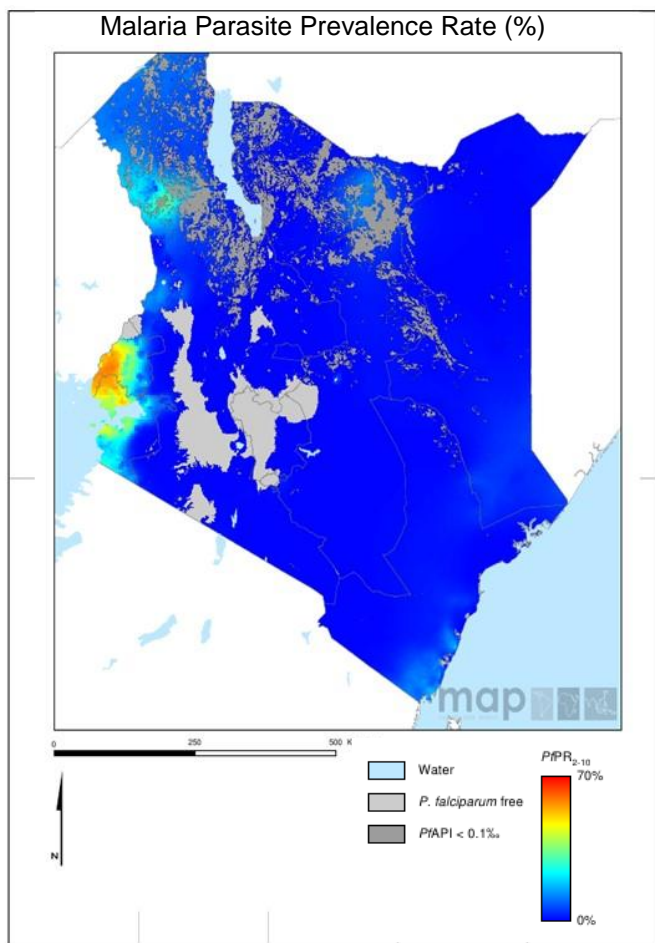 Malaria Parasite Prevalence Rate (%)
map
0 250 500 K
Water
P. falciparum free
PfAPI < 0.1‰
PfPR2-10
70%
0%
N